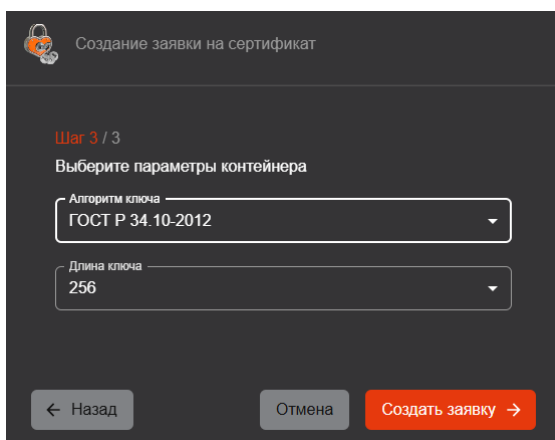 Создание заявки на сертификат
Шаг 3 / 3
Выберите параметры контейнера
Алгоритм ключа
ГОСТ Р 34.10-2012
Длина ключа
256
← Назад
Отмена
Создать заявку →